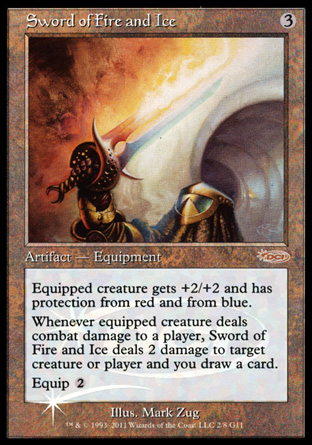 Sword of Fire and Ice 3
DCI
Artifact — Equipment
Equipped creature gets +2/+2 and has
protection from red and from blue.
Whenever equipped creature deals
combat damage to a player, Sword of
Fire and Ice deals 2 damage to target
creature or player and you draw a card.
Equip 2
Illus. Mark Zug
™ & © 1993–2011 Wizards of the Coast LLC 2/8 G11